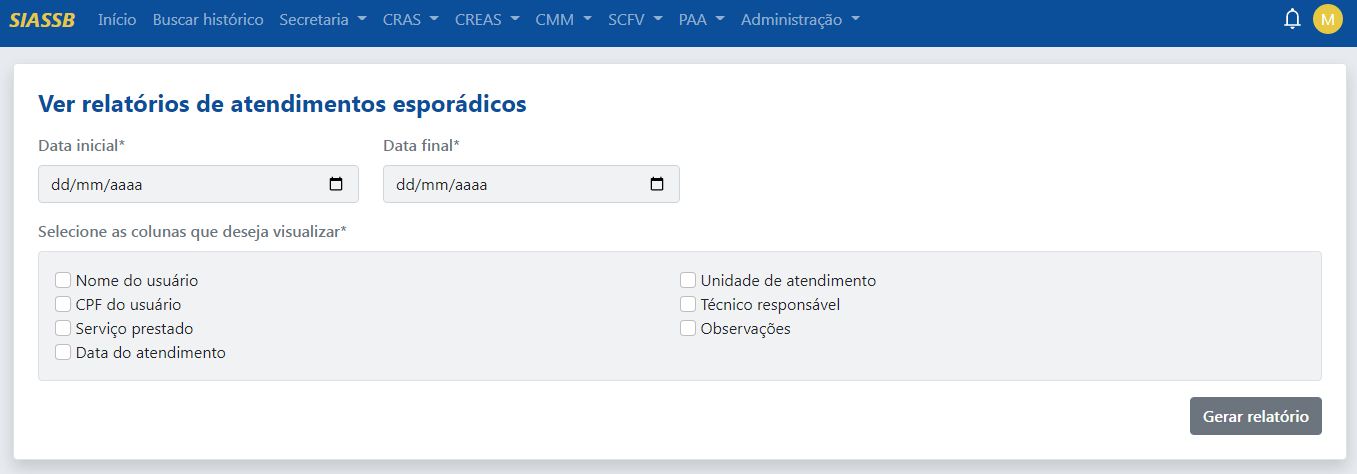 SIASSB Início Buscar histórico Secretaria CRAS CREAS CMM SCFV PAA Administração M
Ver relatórios de atendimentos esporádicos
Data inicial* Data final*
dd/mm/aaaa dd/mm/aaaa
Selecione as colunas que deseja visualizar*
Nome do usuário Unidade de atendimento
CPF do usuário Técnico responsável
Serviço prestado Observações
Data do atendimento
Gerar relatório